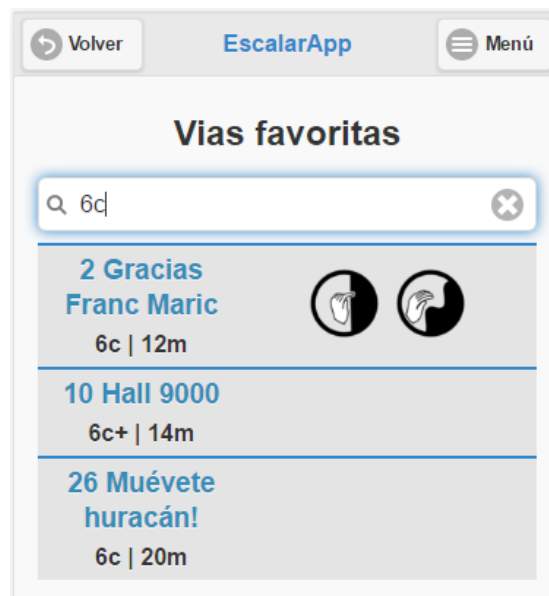 Volver
EscalarApp
Menú
Vias favoritas
6c
2 Gracias
Franc Maric
6c | 12m
10 Hall 9000
6c+ | 14m
26 Muévete
huracán!
6c | 20m